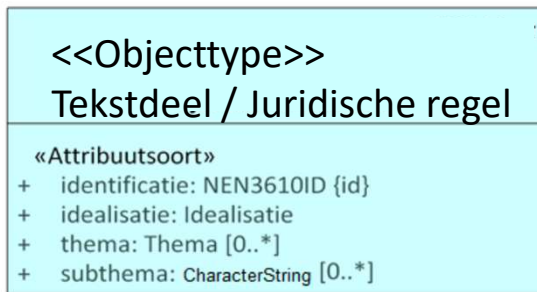 <<Objecttype>>
Tekstdeel / Juridische regel
«Attribuutsoort»
+ identificatie: NEN3610ID {id}
+ idealisatie: Idealisatie
+ thema: Thema [0..*]
+ subthema: CharacterString [0..*]